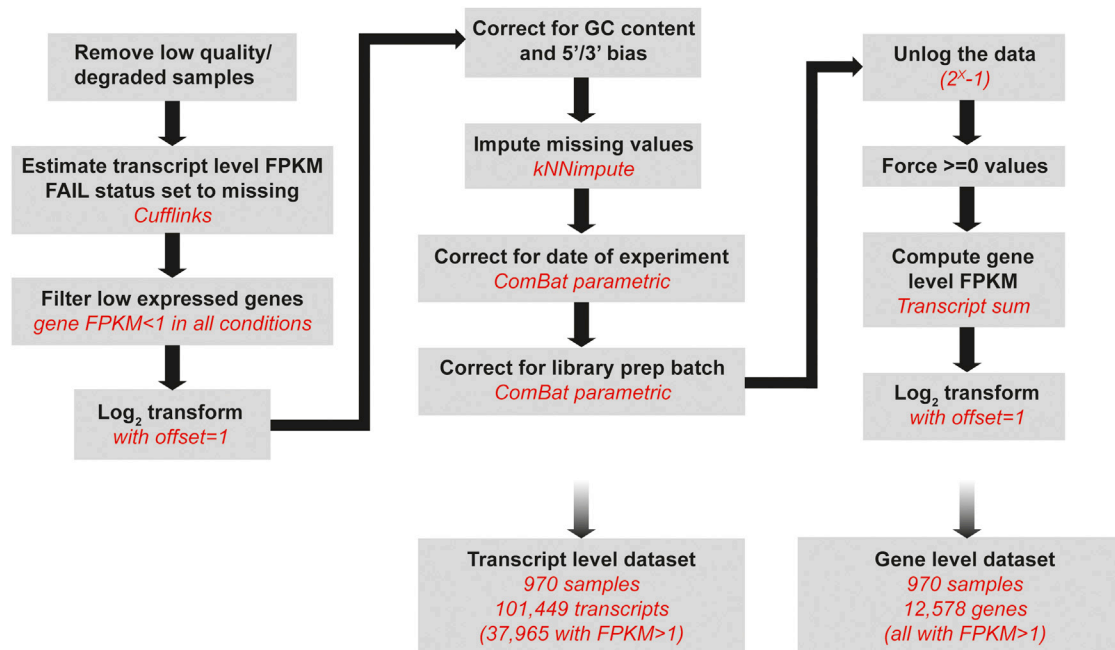 Remove low quality/
degraded samples
Estimate transcript level FPKM
FAIL status set to missing
Cufflinks
Filter low expressed genes
gene FPKM<1 in all conditions
Log₂ transform
with offset=1
Correct for GC content
and 5'/3' bias
Impute missing values
kNNimpute
Correct for date of experiment
ComBat parametric
Correct for library prep batch
ComBat parametric
Unlog the data
(2ˣ-1)
Force >=0 values
Compute gene
level FPKM
Transcript sum
Log₂ transform
with offset=1
Transcript level dataset
970 samples
101,449 transcripts
(37,965 with FPKM>1)
Gene level dataset
970 samples
12,578 genes
(all with FPKM>1)